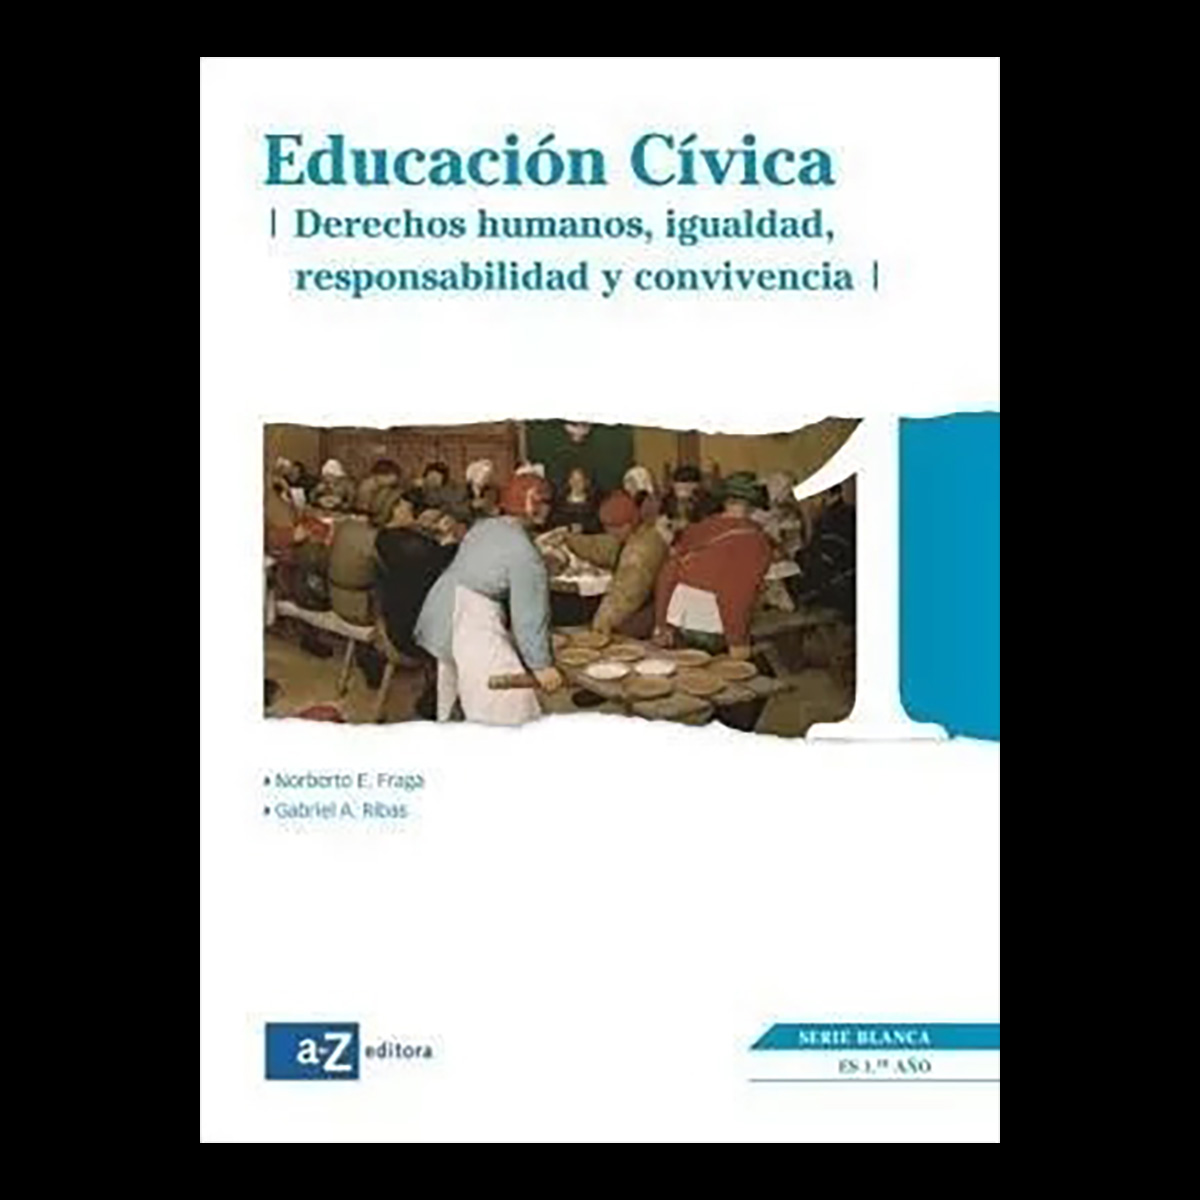 Educación Cívica
| Derechos humanos, igualdad,
responsabilidad y convivencia |
1
Norberto E. Fraga
Gabriel A. Ribas
a-Z editora
SERIE BLANCA
ES 1.er AÑO